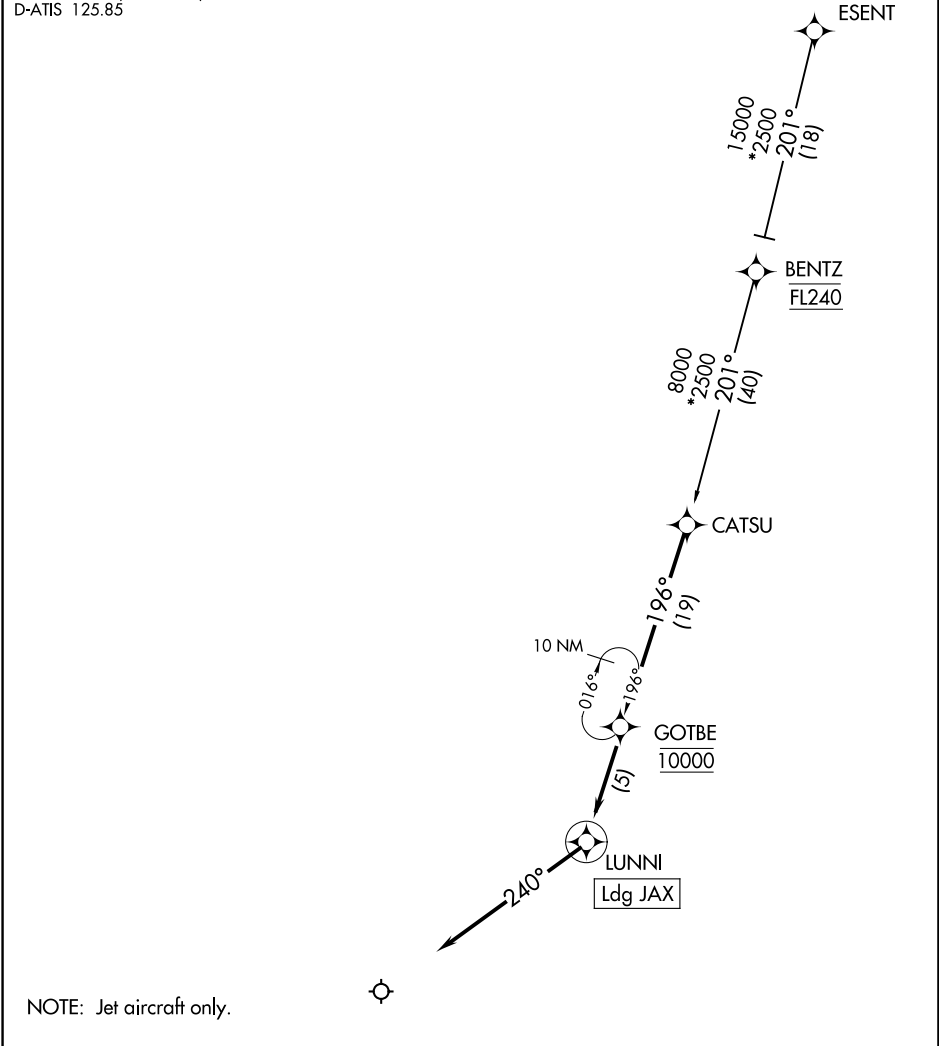 D-ATIS 125.85
ESENT
15000
*2500
201°
(18)
BENTZ
FL240
8000
*2500
201°
(40)
CATSU
196°
(19)
10 NM
016°
196°
GOTBE
10000
(5)
LUNNI
Ldg JAX
240°
NOTE: Jet aircraft only.